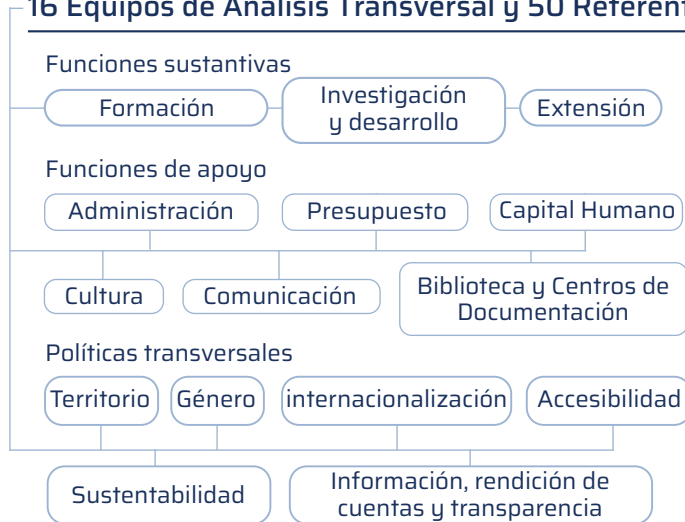 16 Equipos de Análisis Transversal y 50
Funciones sustantivas
Formación
Investigación
y desarrollo
Extensión
Funciones de apoyo
Administración
Presupuesto
Capital Humano
Cultura
Comunicación
Biblioteca y Centros de
Documentación
Políticas transversales
Territorio
Género
internacionalización
Accesibilidad
Sustentabilidad
Información, rendición de
cuentas y transparencia